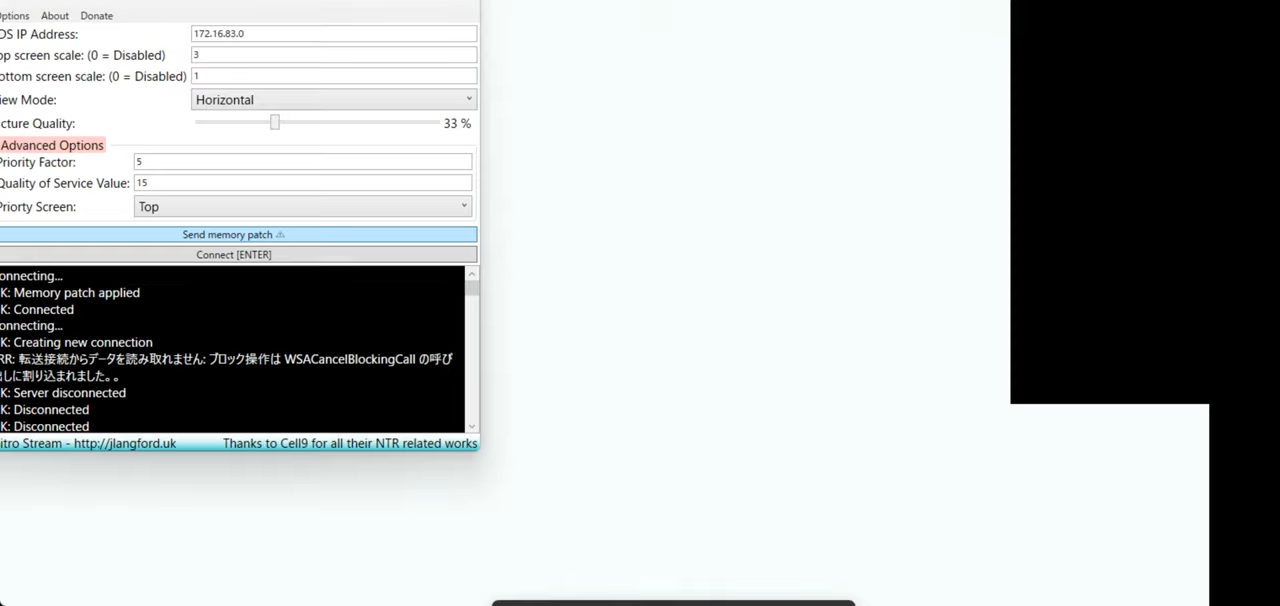 ptions About Donate
DS IP Address: 172.16.83.0
op screen scale: (0 = Disabled) 3
ottom screen scale: (0 = Disabled) 1
iew Mode: Horizontal
cture Quality: 33 %
Advanced Options
Priority Factor: 5
Quality of Service Value: 15
Priorty Screen: Top
Send memory patch ⚠
Connect [ENTER]
onnecting...
K: Memory patch applied
K: Connected
onnecting...
K: Creating new connection
RR: 転送接続からデータを読み取れません: ブロック操作は WSACancelBlockingCall の呼び
出しに割り込まれました。。
K: Server disconnected
K: Disconnected
K: Disconnected
itro Stream - http://jlangford.uk Thanks to Cell9 for all their NTR related works